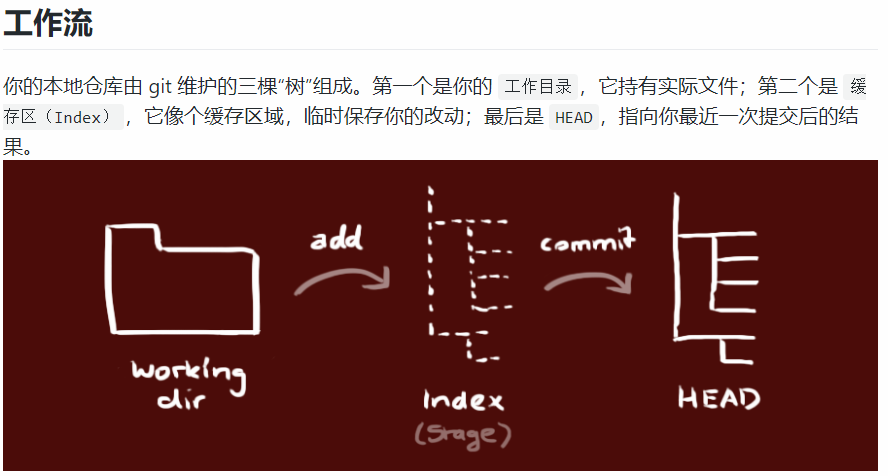 工作流
你的本地仓库由 git 维护的三棵“树”组成。第一个是你的 工作目录，它持有实际文件；第二个是 缓
存区（Index），它像个缓存区域，临时保存你的改动；最后是 HEAD，指向你最近一次提交后的结
果。
add
commit
working
dir
Index
(Stage)
HEAD